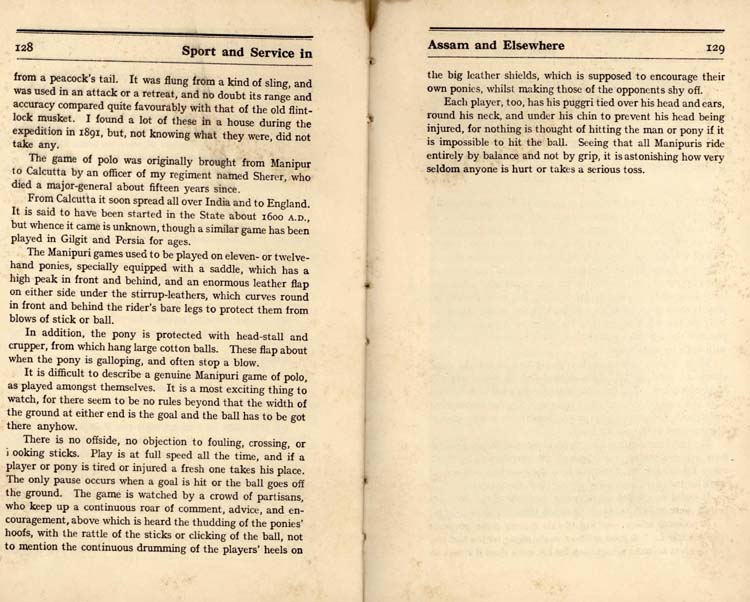 128 Sport and Service in
from a peacock's tail. It was flung from a kind of sling, and
was used in an attack or a retreat, and no doubt its range and
accuracy compared quite favourably with that of the old flint-
lock musket. I found a lot of these in a house during the
expedition in 1891, but, not knowing what they were, did not
take any.
The game of polo was originally brought from Manipur
to Calcutta by an officer of my regiment named Sherer, who
died a major-general about fifteen years since.
From Calcutta it soon spread all over India and to England.
It is said to have been started in the State about 1600 A.D.,
but whence it came is unknown, though a similar game has been
played in Gilgit and Persia for ages.
The Manipuri games used to be played on eleven- or twelve-
hand ponies, specially equipped with a saddle, which has a
high peak in front and behind, and an enormous leather flap
on either side under the stirrup-leathers, which curves round
in front and behind the rider's bare legs to protect them from
blows of stick or ball.
In addition, the pony is protected with head-stall and
crupper, from which hang large cotton balls. These flap about
when the pony is galloping, and often stop a blow.
It is difficult to describe a genuine Manipuri game of polo,
as played amongst themselves. It is a most exciting thing to
watch, for there seem to be no rules beyond that the width of
the ground at either end is the goal and the ball has to be got
there anyhow.
There is no offside, no objection to fouling, crossing, or
ooking sticks. Play is at full speed all the time, and if a
player or pony is tired or injured a fresh one takes his place.
The only pause occurs when a goal is hit or the ball goes off
the ground. The game is watched by a crowd of partisans,
who keep up a continuous roar of comment, advice, and en-
couragement, above which is heard the thudding of the ponies'
hoofs, with the rattle of the sticks or clicking of the ball, not
to mention the continuous drumming of the players' heels on
Assam and Elsewhere 129
the big leather shields, which is supposed to encourage their
own ponies, whilst making those of the opponents shy off.
Each player, too, has his puggri tied over his head and ears,
round his neck, and under his chin to prevent his head being
injured, for nothing is thought of hitting the man or pony if it
is impossible to hit the ball. Seeing that all Manipuris ride
entirely by balance and not by grip, it is astonishing how very
seldom anyone is hurt or takes a serious toss.